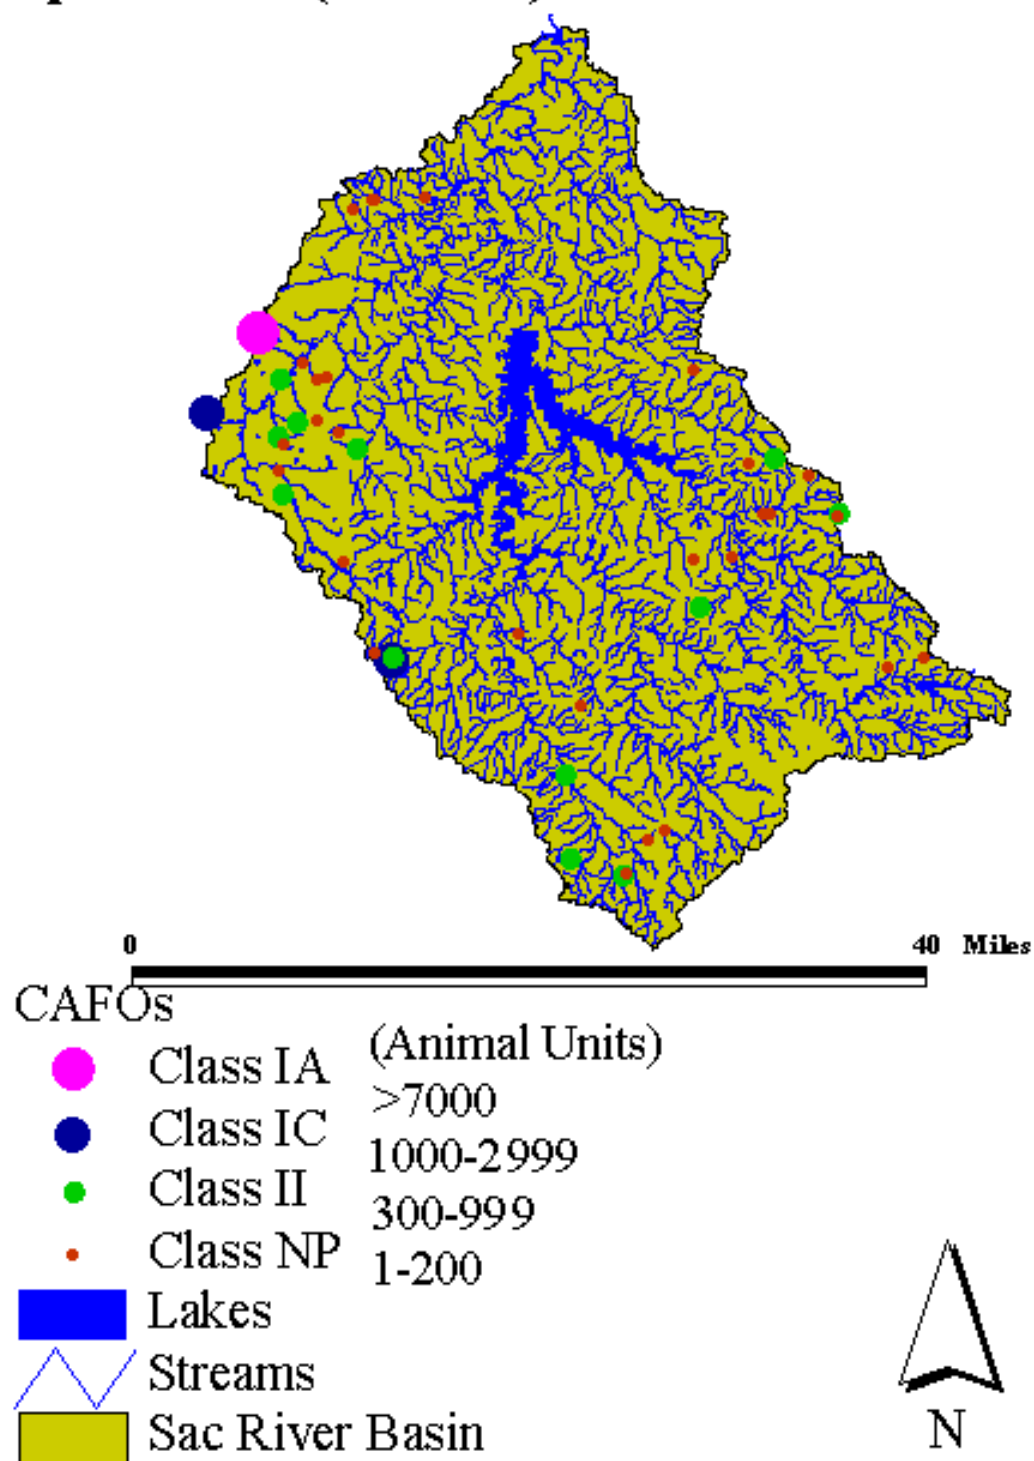 0 40 Miles
CAFOs
(Animal Units)
Class IA >7000
Class IC 1000-2999
Class II 300-999
Class NP 1-200
Lakes
Streams
Sac River Basin
N